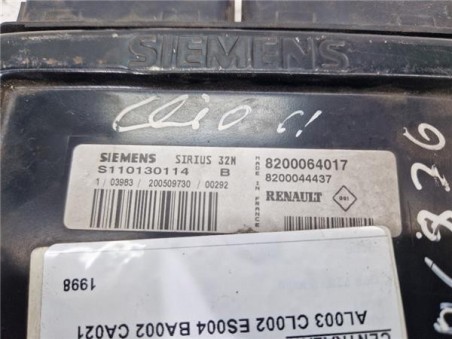 SIEMENS
Clio
SIEMENS SIRIUS 32N
S110130114 B
1 / 03983 / 200509730 / 00292
MADE IN FRANCE
8200064017
8200044437
RENAULT
1998
AL003 CL002 ES004 BA002 CA021